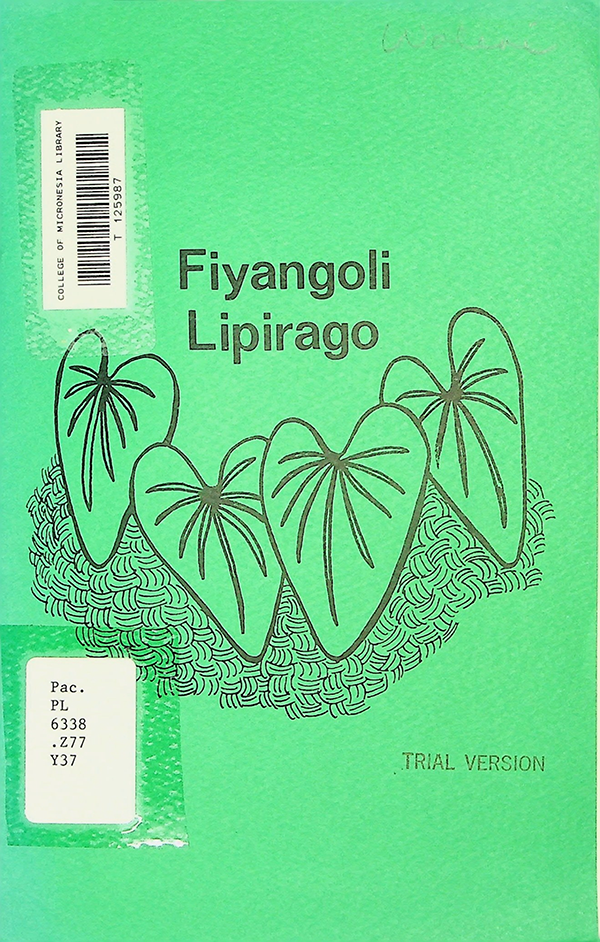 COLLEGE OF MICRONESIA LIBRARY
T 125987
Fiyangoli
Lipirago
Pac.
PL
6338
.Z77
Y37
TRIAL VERSION